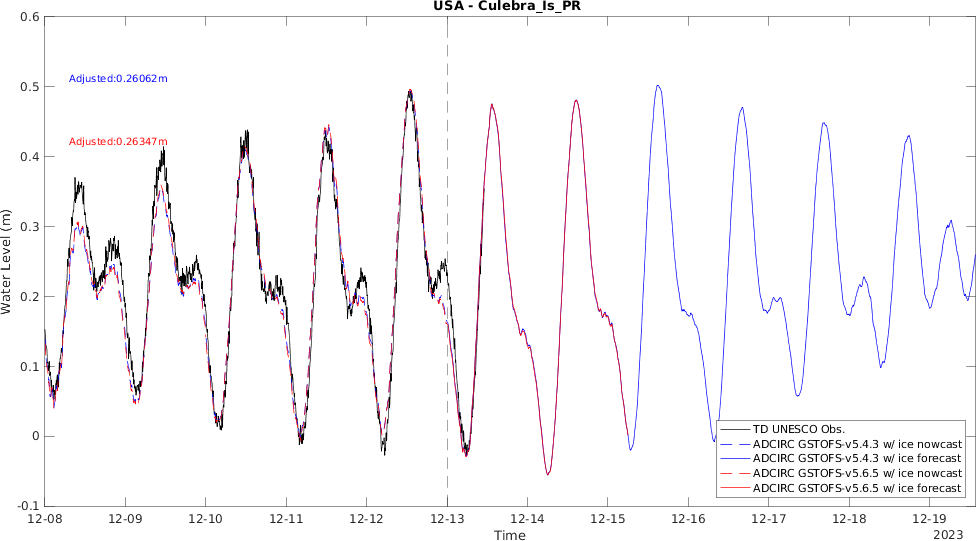 USA - Culebra_Is_PR
0.6
0.5
0.4
0.3
0.2
0.1
0
-0.1
Water Level (m)
Adjusted:0.26062m
Adjusted:0.26347m
TD UNESCO Obs.
ADCIRC GSTOFS-v5.4.3 w/ ice nowcast
ADCIRC GSTOFS-v5.4.3 w/ ice forecast
ADCIRC GSTOFS-v5.6.5 w/ ice nowcast
ADCIRC GSTOFS-v5.6.5 w/ ice forecast
12-08 12-09 12-10 12-11 12-12 12-13 12-14 12-15 12-16 12-17 12-18 12-19
Time
2023